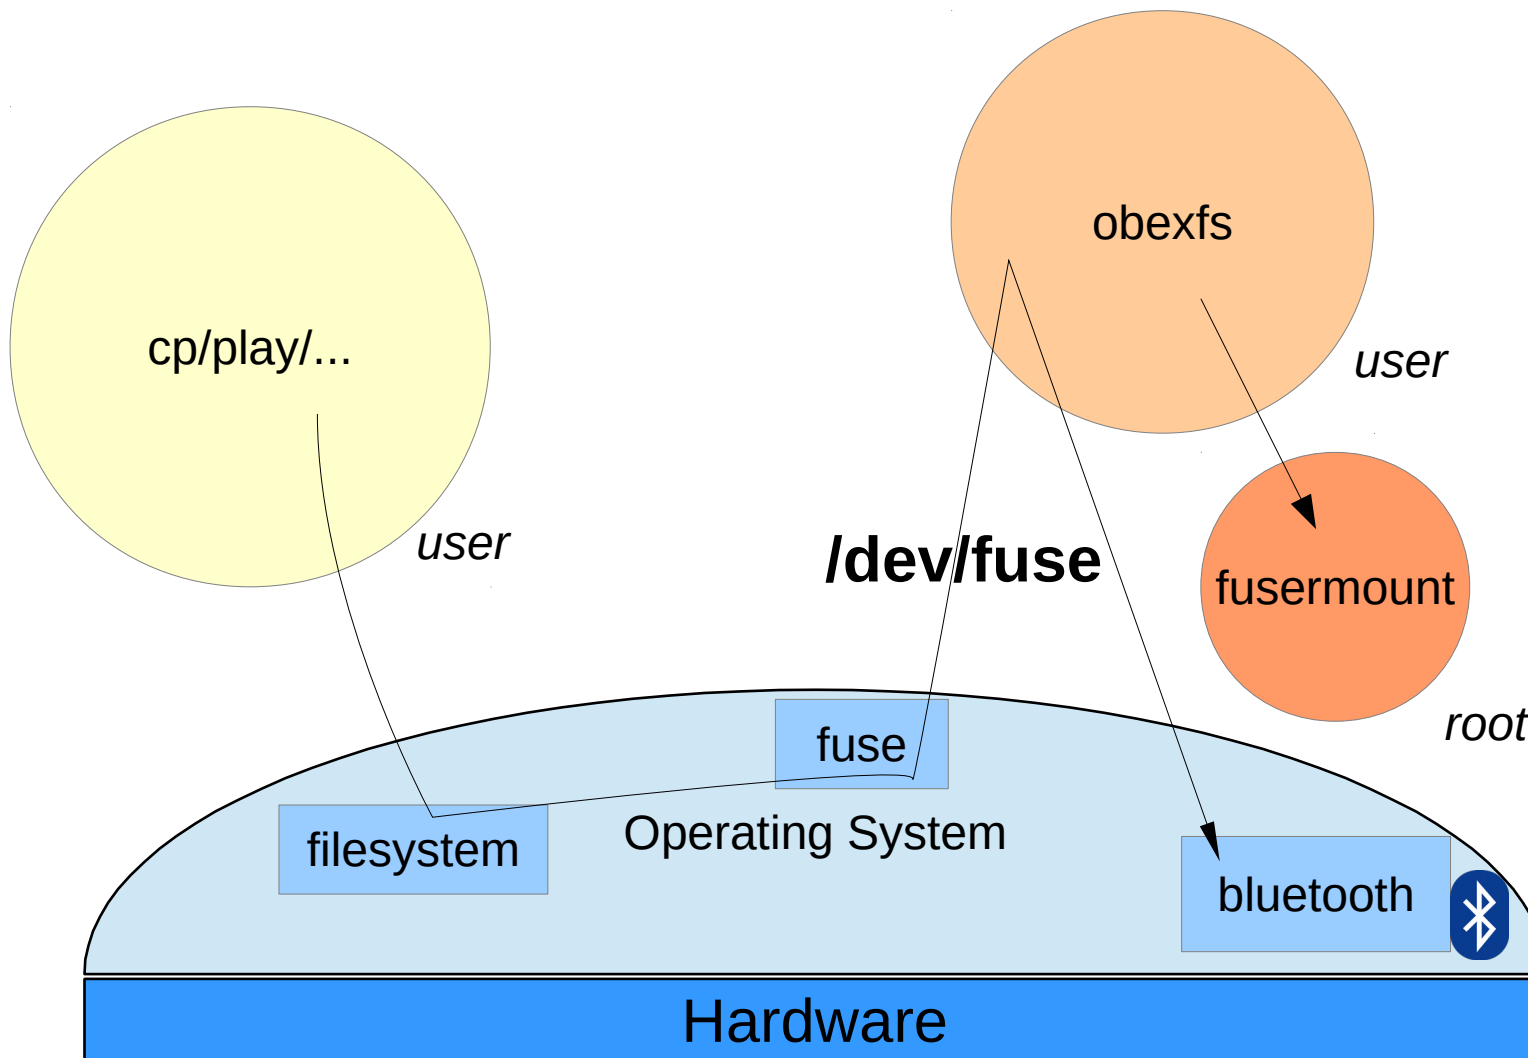 obexfs
cp/play/...
user
user
/dev/fuse
fusermount
root
fuse
Operating System
filesystem
bluetooth
Hardware